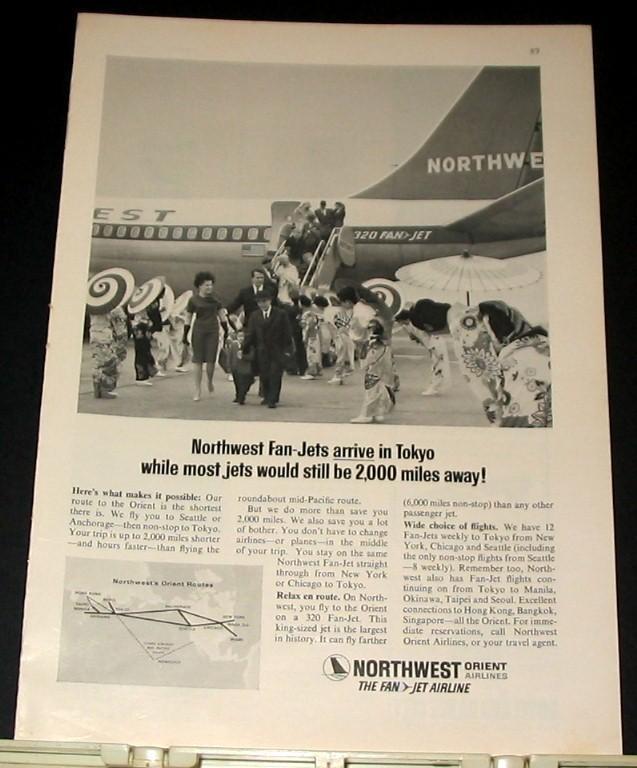 89
NORTHWE
EST
320 FAN>JET
Northwest Fan-Jets arrive in Tokyo
while most jets would still be 2,000 miles away!
Here's what makes it possible: Our
route to the Orient is the shortest
there is. We fly you to Seattle or
Anchorage—then non-stop to Tokyo.
Your trip is up to 2,000 miles shorter
—and hours faster—than flying the
roundabout mid-Pacific route.
But we do more than save you
2,000 miles. We also save you a lot
of bother. You don't have to change
airlines—or planes—in the middle
of your trip. You stay on the same
Northwest Fan-Jet straight
through from New York
or Chicago to Tokyo.
Relax en route. On North-
west, you fly to the Orient
on a 320 Fan-Jet. This
king-sized jet is the largest
in history. It can fly farther
(6,000 miles non-stop) than any other
passenger jet.
Wide choice of flights. We have 12
Fan-Jets weekly to Tokyo from New
York, Chicago and Seattle (including
the only non-stop flights from Seattle
—8 weekly). Remember too, North-
west also has Fan-Jet flights con-
tinuing on from Tokyo to Manila,
Okinawa, Taipei and Seoul. Excellent
connections to Hong Kong, Bangkok,
Singapore—all the Orient. For imme-
diate reservations, call Northwest
Orient Airlines, or your travel agent.
Northwest's Orient Routes
HONG KONG
TOKYO
ANCHORAGE
SEATTLE
CHICAGO
NEW YORK
MIAMI
HONOLULU
NORTHWEST ORIENT
AIRLINES
THE FAN>JET AIRLINE